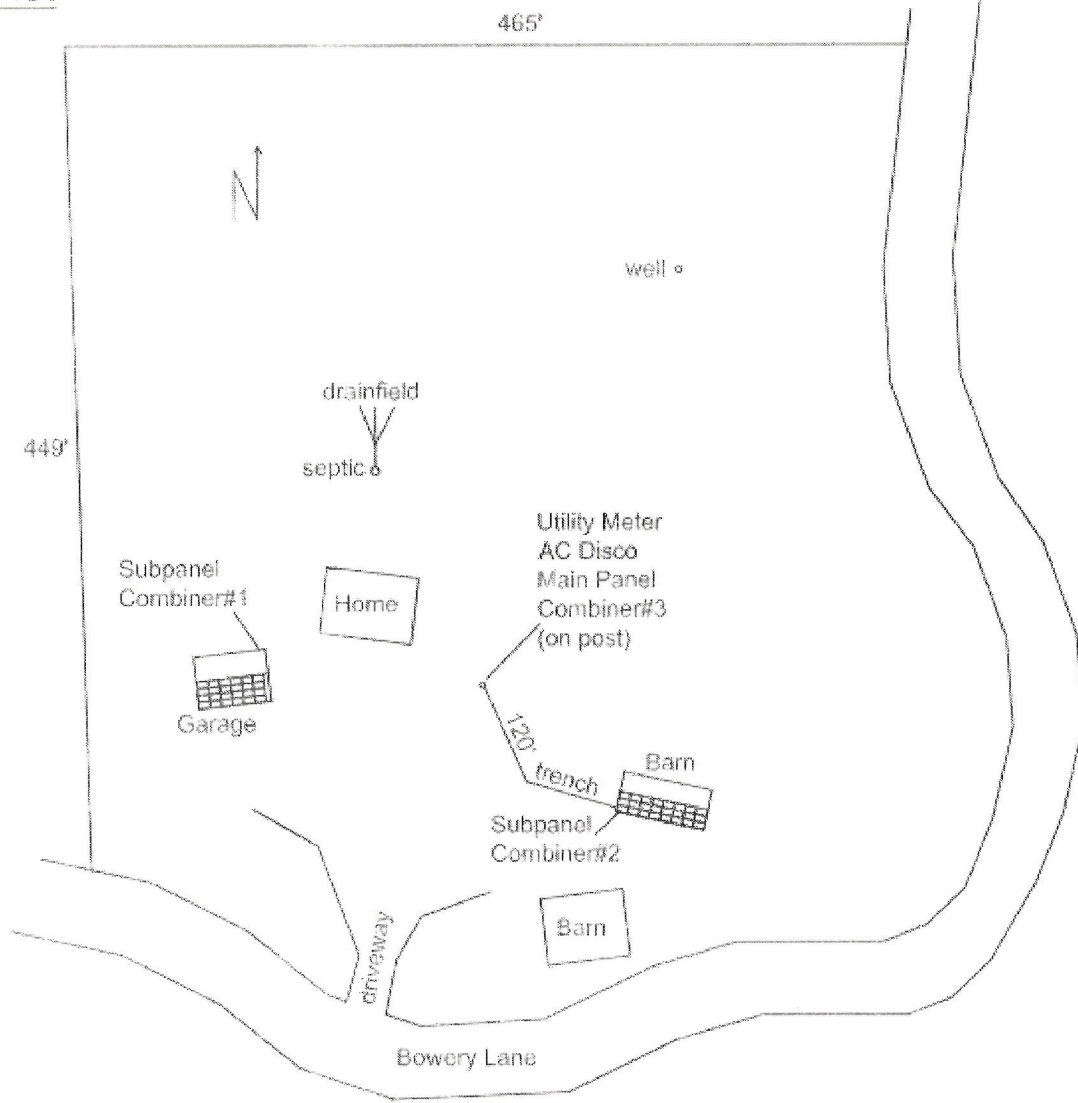 465'
N
well
drainfield
449'
septic
Utility Meter
AC Disco
Main Panel
Combiner#3
(on post)
Subpanel
Combiner#1
Home
Garage
120'
trench
Barn
Subpanel
Combiner#2
Barn
driveway
Bowery Lane